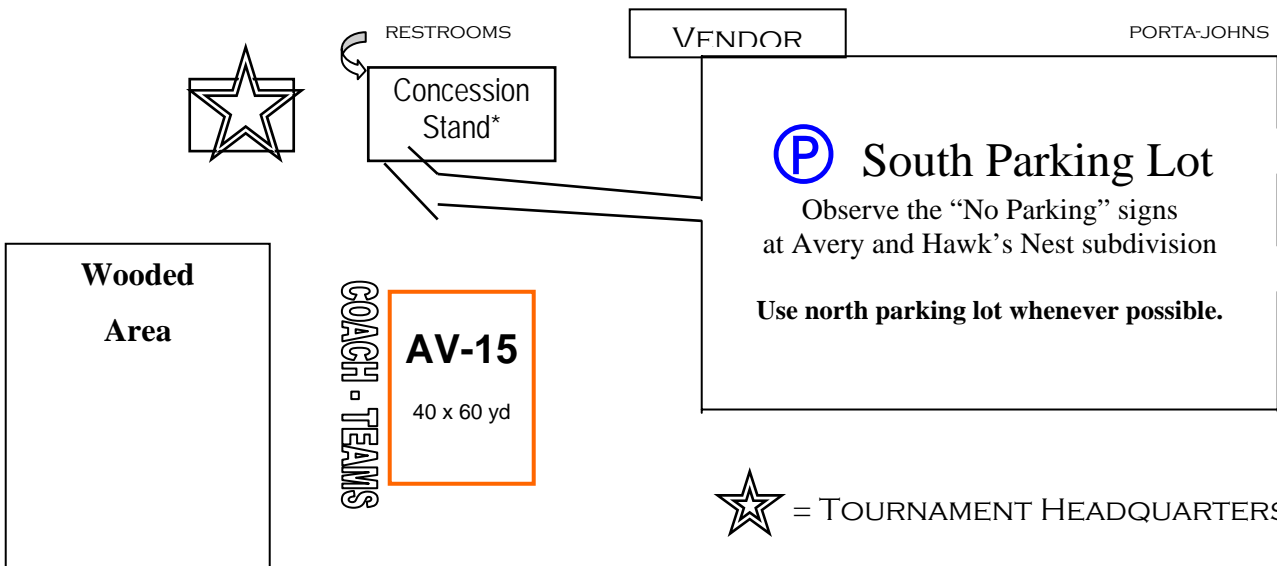 RESTROOMS
VENDOR
PORTA-JOHNS
Concession
Stand*
P South Parking Lot
Observe the “No Parking” signs
at Avery and Hawk’s Nest subdivision
Use north parking lot whenever possible.
Wooded
Area
COACH - TEAMS
AV-15
40 x 60 yd
= TOURNAMENT HEADQUARTERS